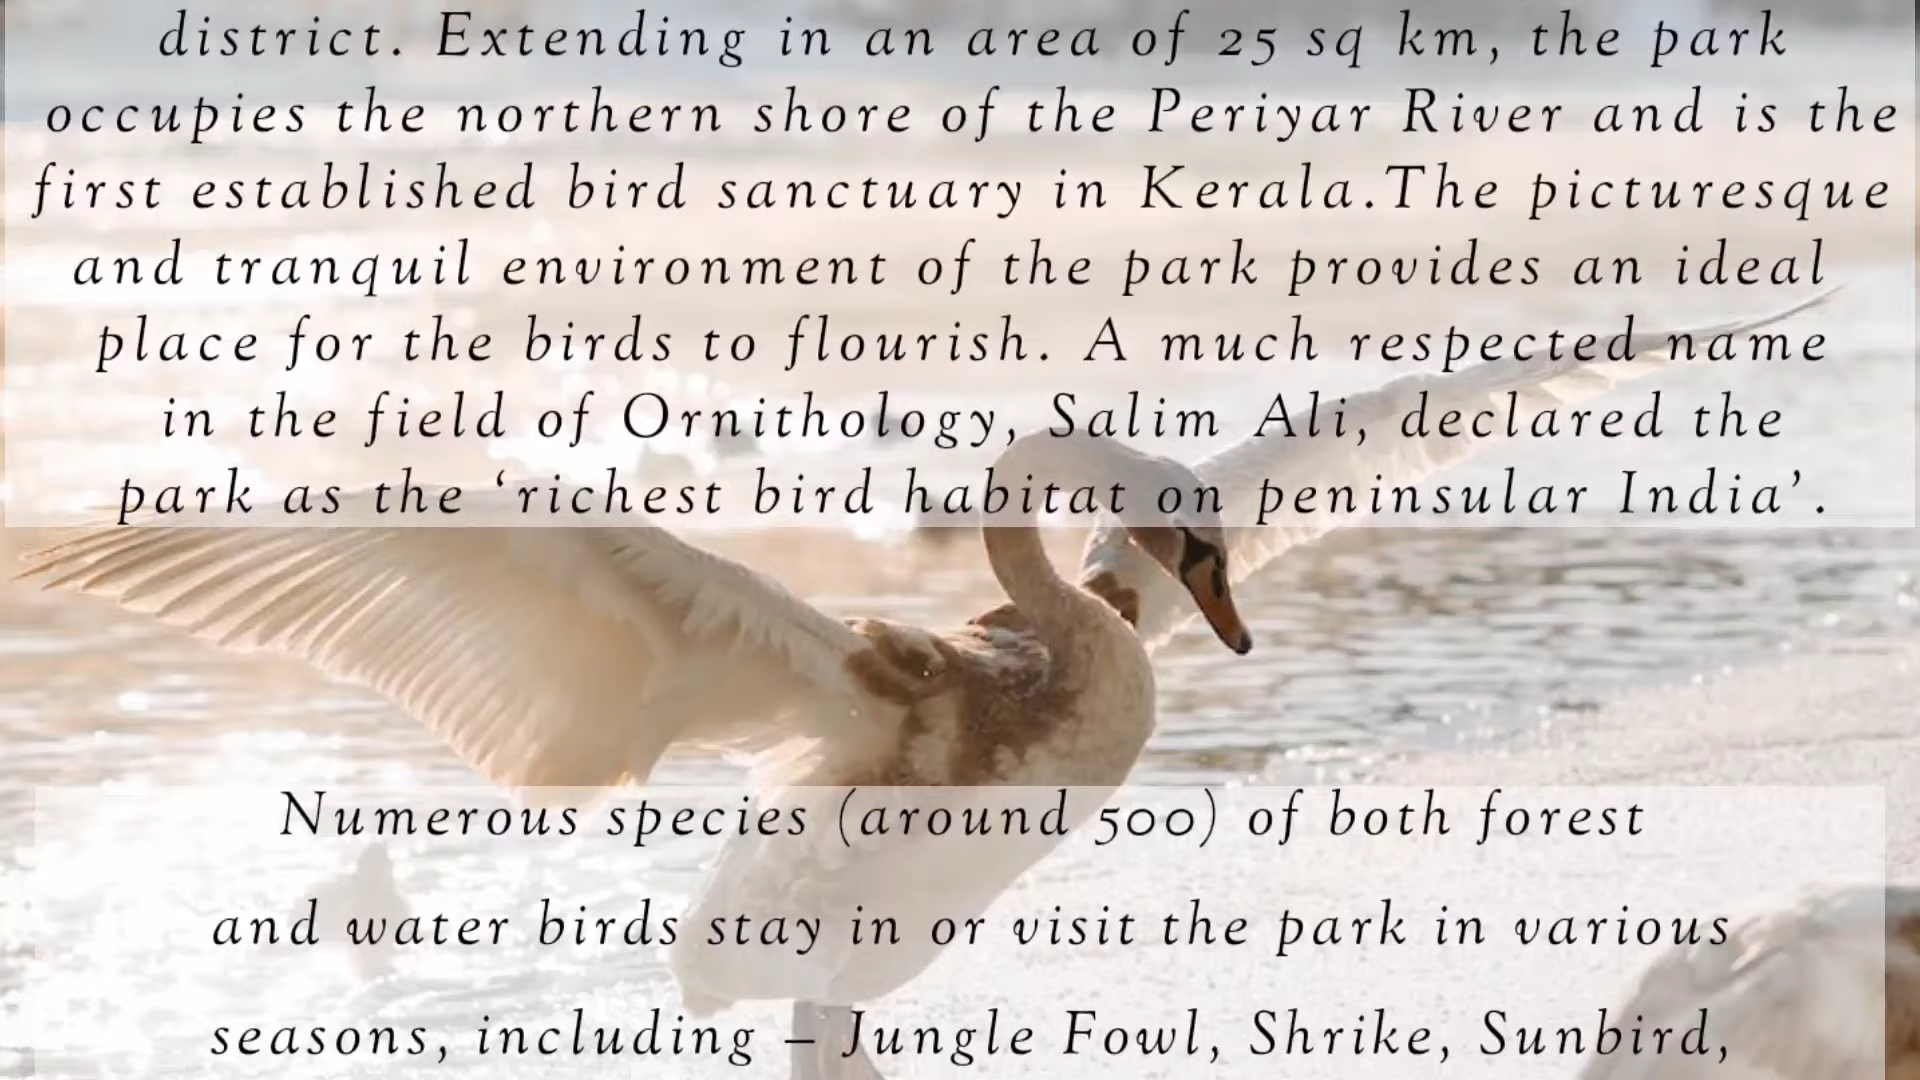 district. Extending in an area of 25 sq km, the park
occupies the northern shore of the Periyar River and is the
first established bird sanctuary in Kerala.The picturesque
and tranquil environment of the park provides an ideal
place for the birds to flourish. A much respected name
in the field of Ornithology, Salim Ali, declared the
park as the ‘richest bird habitat on peninsular India’.
Numerous species (around 500) of both forest
and water birds stay in or visit the park in various
seasons, including – Jungle Fowl, Shrike, Sunbird,